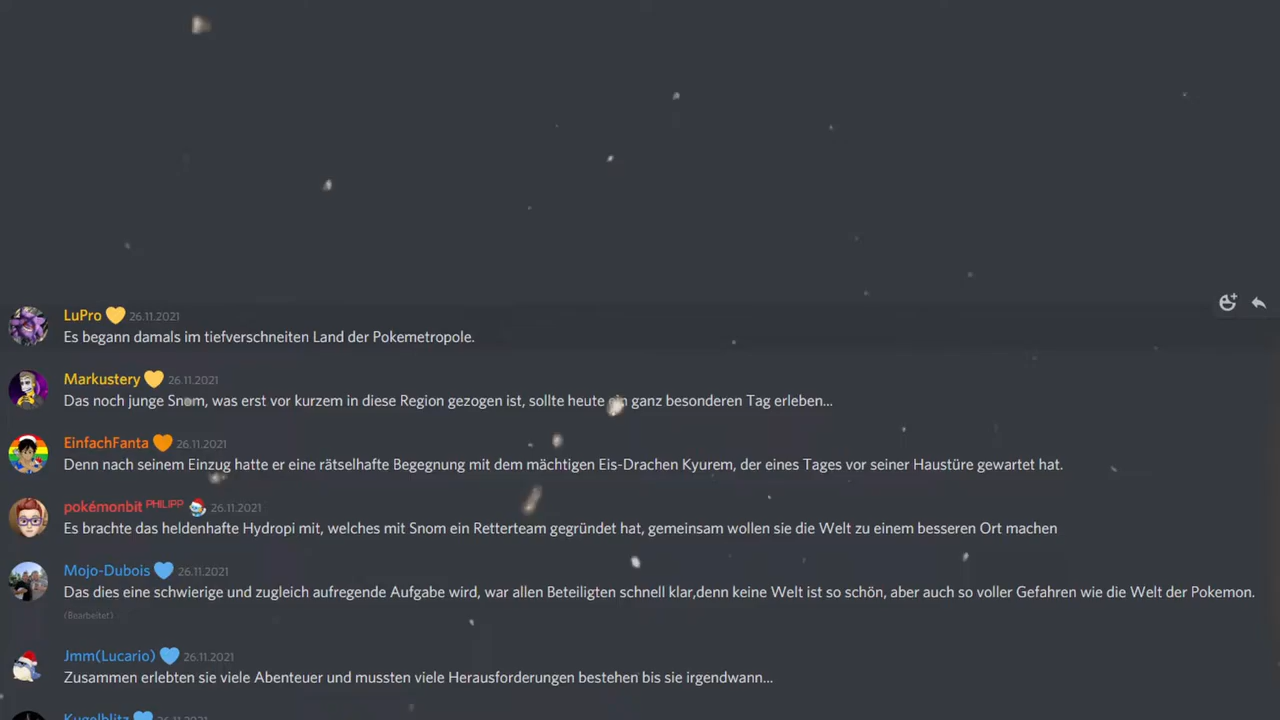 LuPro 26.11.2021
Es begann damals im tiefverschneiten Land der Pokemetropole.
Markustery 26.11.2021
Das noch junge Snom, was erst vor kurzem in diese Region gezogen ist, sollte heute ein ganz besonderen Tag erleben...
EinfachFanta 26.11.2021
Denn nach seinem Einzug hatte er eine rätselhafte Begegnung mit dem mächtigen Eis-Drachen Kyurem, der eines Tages vor seiner Haustüre gewartet hat.
pokémonbit PHILIPP 26.11.2021
Es brachte das heldenhafte Hydropi mit, welches mit Snom ein Retterteam gegründet hat, gemeinsam wollen sie die Welt zu einem besseren Ort machen
Mojo-Dubois 26.11.2021
Das dies eine schwierige und zugleich aufregende Aufgabe wird, war allen Beteiligten schnell klar,denn keine Welt ist so schön, aber auch so voller Gefahren wie die Welt der Pokemon.
(Bearbeitet)
Jmm(Lucario) 26.11.2021
Zusammen erlebten sie viele Abenteuer und mussten viele Herausforderungen bestehen bis sie irgendwann...
Kugelblitz 26.11.2021